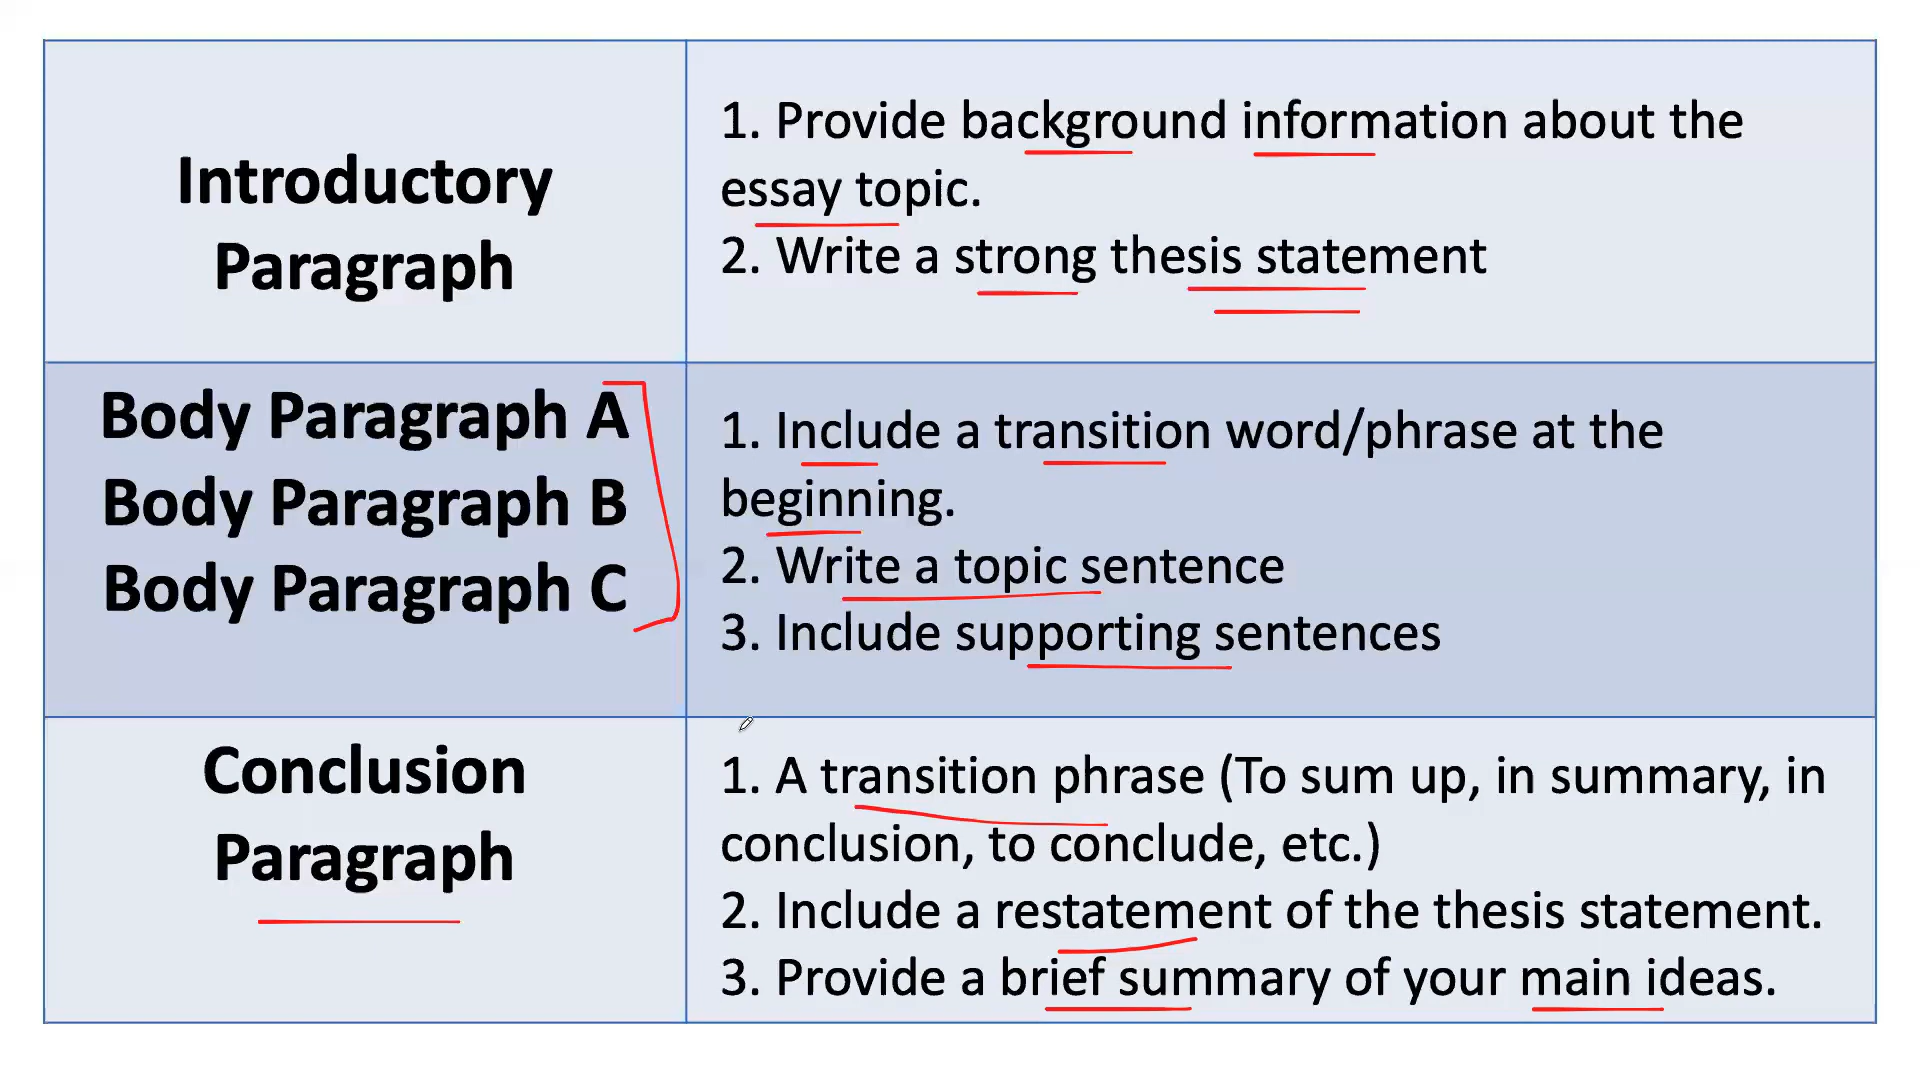 Introductory
Paragraph
1. Provide background information about the
essay topic.
2. Write a strong thesis statement
Body Paragraph A
Body Paragraph B
Body Paragraph C
1. Include a transition word/phrase at the
beginning.
2. Write a topic sentence
3. Include supporting sentences
Conclusion
Paragraph
1. A transition phrase (To sum up, in summary, in
conclusion, to conclude, etc.)
2. Include a restatement of the thesis statement.
3. Provide a brief summary of your main ideas.